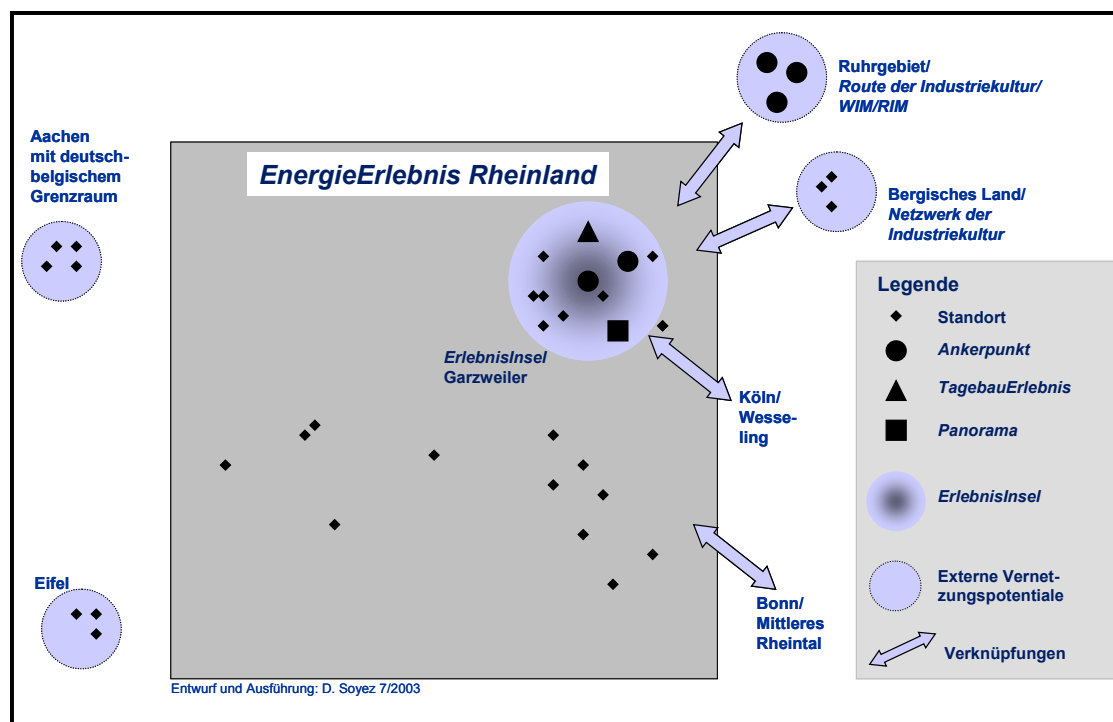 Ruhrgebiet/
Route der Industriekultur/
WIM/RIM
Aachen
mit deutsch-
belgischem
Grenzraum
EnergieErlebnis Rheinland
Bergisches Land/
Netzwerk der
Industriekultur
ErlebnisInsel
Garzweiler
Köln/
Wesse-
ling
Legende
Standort
Ankerpunkt
TagebauErlebnis
Panorama
ErlebnisInsel
Externe Vernet-
zungspotentiale
Verknüpfungen
Eifel
Bonn/
Mittleres
Rheintal
Entwurf und Ausführung: D. Soyez 7/2003